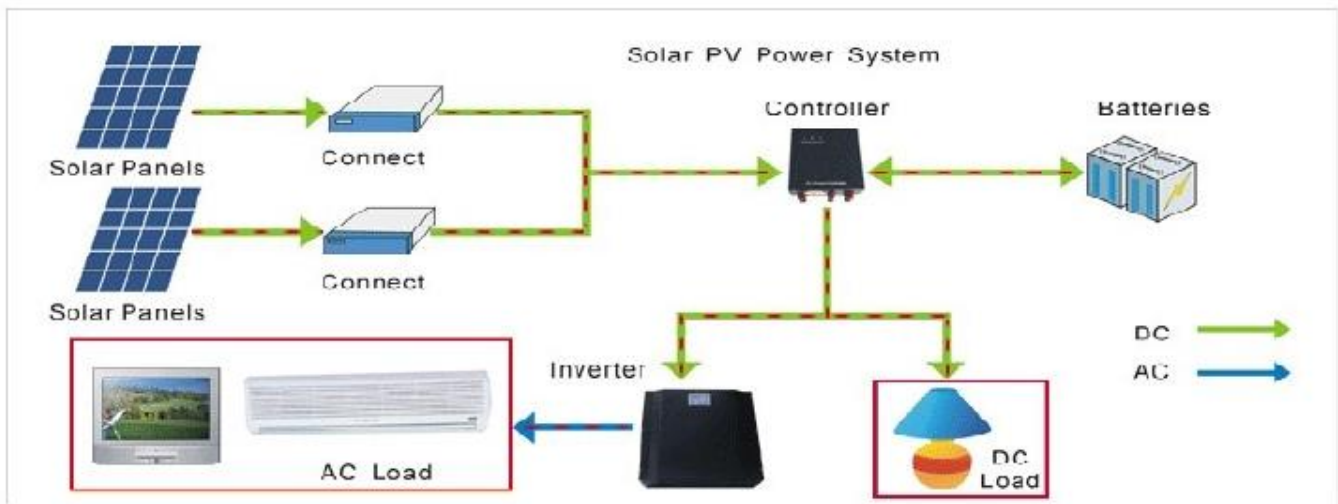 Solar PV Power System
Controller
Batteries
Solar Panels
Connect
Solar Panels
Connect
DC
AC
Inverter
AC Load
DC
Load